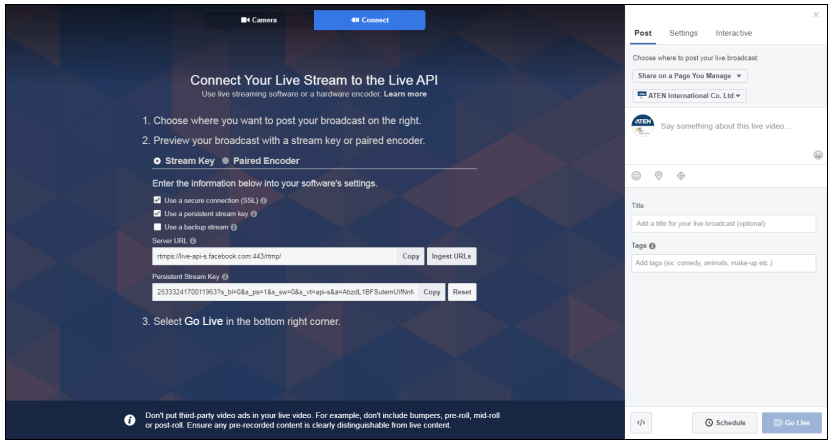 Camera
Connect
Connect Your Live Stream to the Live API
Use live streaming software or a hardware encoder. Learn more
1. Choose where you want to post your broadcast on the right.
2. Preview your broadcast with a stream key or paired encoder.
Stream Key Paired Encoder
Enter the information below into your software's settings.
Use a secure connection (SSL)
Use a persistent stream key
Use a backup stream
Server URL
rtmps://live-api-s.facebook.com:443/rtmp/ Copy Ingest URLs
Persistent Stream Key
Copy Reset
3. Select Go Live in the bottom right corner.
Don't put third-party video ads in your live video. For example, don't include bumpers, pre-roll, mid-roll
or post-roll. Ensure any pre-recorded content is clearly distinguishable from live content.
Post Settings Interactive
Choose where to post your live broadcast:
Share on a Page You Manage
ATEN International Co. Ltd
ATEN
Say something about this live video...
Title
Add a title for your live broadcast (optional)
Tags
Add tags (ex: comedy, animals, make-up etc.)
</> Schedule Go Live